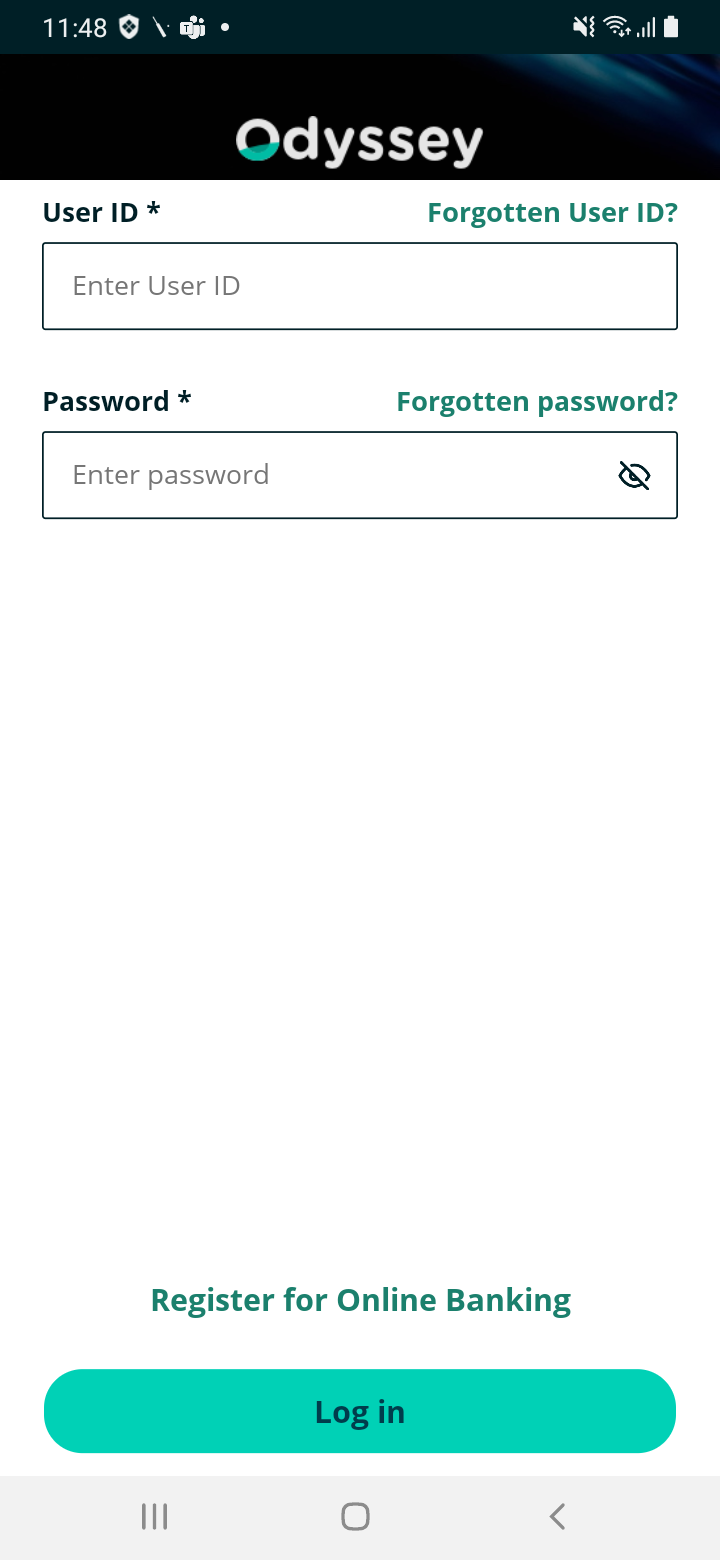 11:48
Odyssey
User ID * Forgotten User ID?
Enter User ID
Password * Forgotten password?
Enter password
Register for Online Banking
Log in